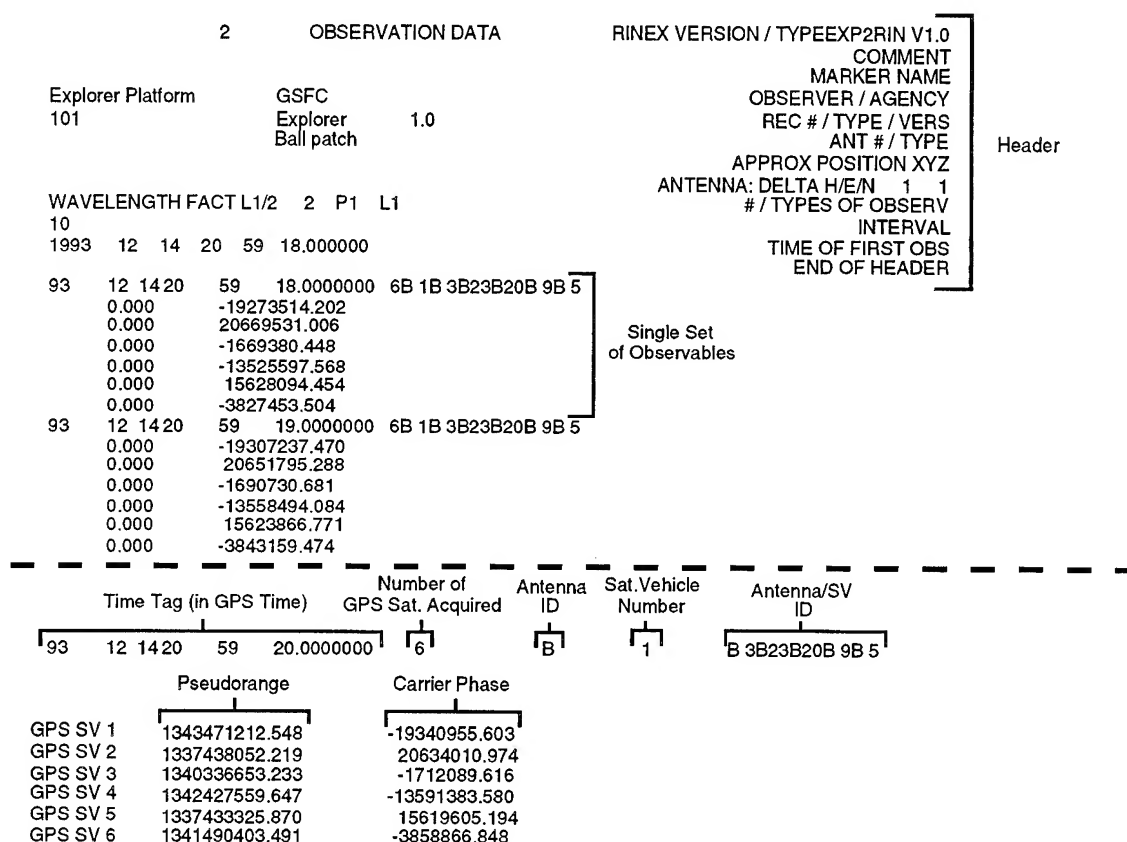 2 OBSERVATION DATA RINEX VERSION / TYPEEXP2RIN V1.0
COMMENT
MARKER NAME
Explorer Platform GSFC OBSERVER / AGENCY
101 Explorer 1.0 REC # / TYPE / VERS
Ball patch ANT # / TYPE
Header
APPROX POSITION XYZ
ANTENNA: DELTA H/E/N 1 1
WAVELENGTH FACT L1/2 2 P1 L1 # / TYPES OF OBSERV
10 INTERVAL
1993 12 14 20 59 18.000000 TIME OF FIRST OBS
END OF HEADER
93 12 14 20 59 18.0000000 6B 1B 3B23B20B 9B 5
0.000 -19273514.202
0.000 20669531.006
0.000 -1669380.448
0.000 -13525597.568
0.000 15628094.454
0.000 -3827453.504
Single Set
of Observables
93 12 14 20 59 19.0000000 6B 1B 3B23B20B 9B 5
0.000 -19307237.470
0.000 20651795.288
0.000 -1690730.681
0.000 -13558494.084
0.000 15623866.771
0.000 -3843159.474
Time Tag (in GPS Time)
Number of
GPS Sat. Acquired
Antenna
ID
Sat.Vehicle
Number
Antenna/SV
ID
93 12 14 20 59 20.0000000 6 B 1 B 3B23B20B 9B 5
Pseudorange Carrier Phase
GPS SV 1 1343471212.548 -19340955.603
GPS SV 2 1337438052.219 20634010.974
GPS SV 3 1340336653.233 -1712089.616
GPS SV 4 1342427559.647 -13591383.580
GPS SV 5 1337433325.870 15619605.194
GPS SV 6 1341490403.491 -3858866.848